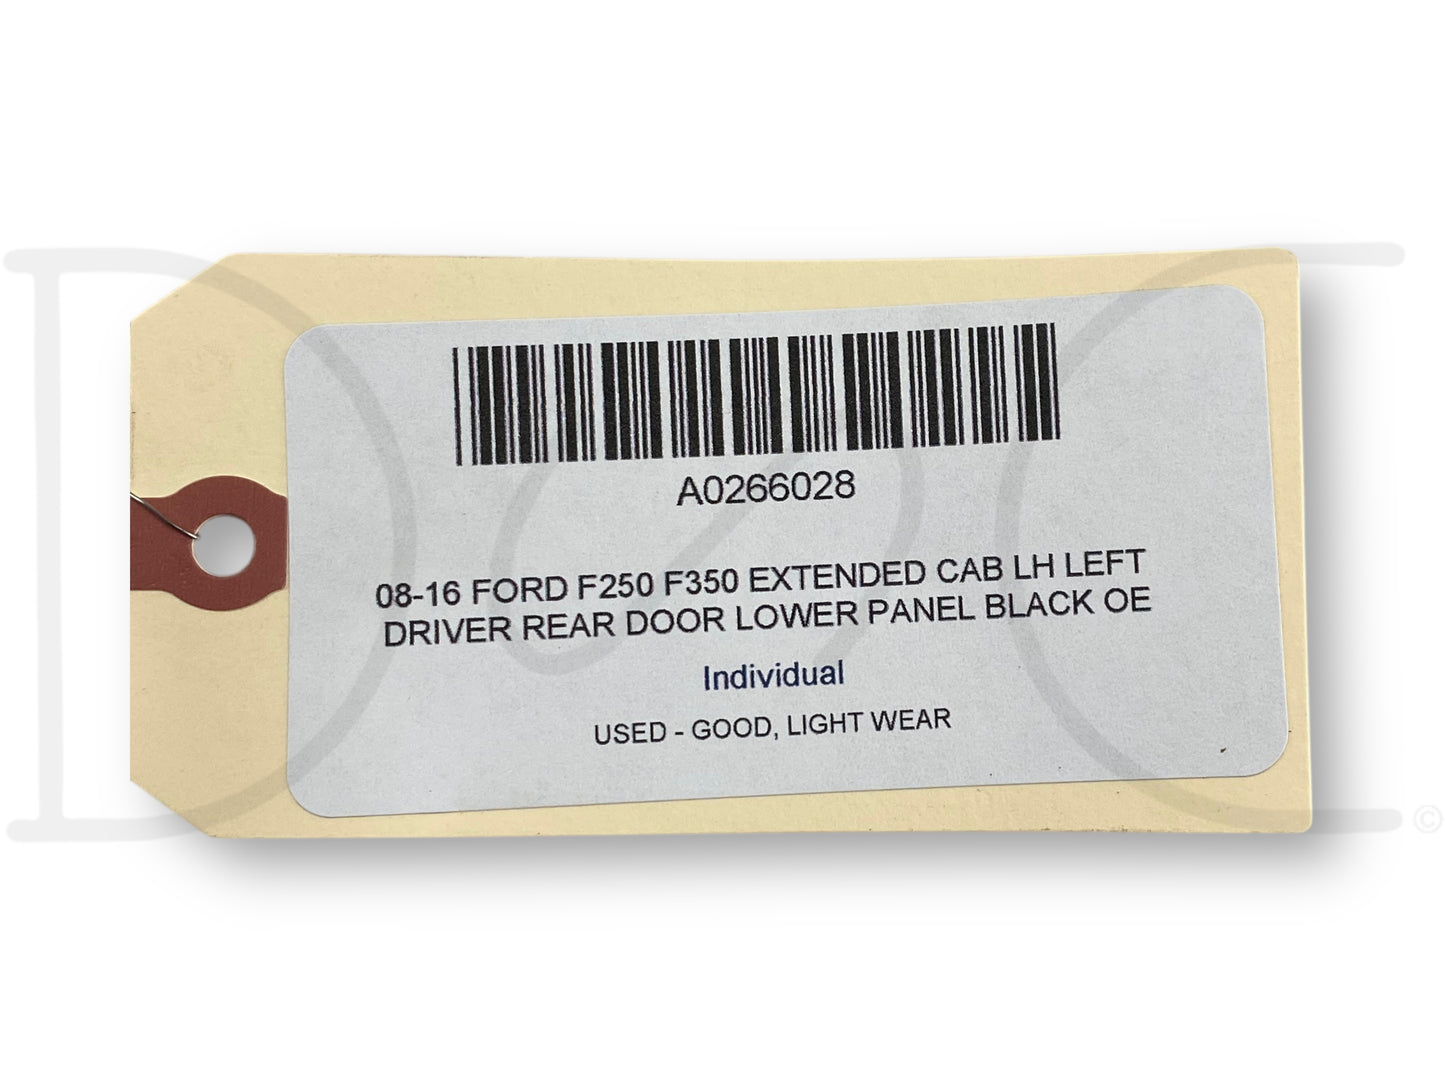 A0266028
08-16 FORD F250 F350 EXTENDED CAB LH LEFT
DRIVER REAR DOOR LOWER PANEL BLACK OE
Individual
USED - GOOD, LIGHT WEAR
©